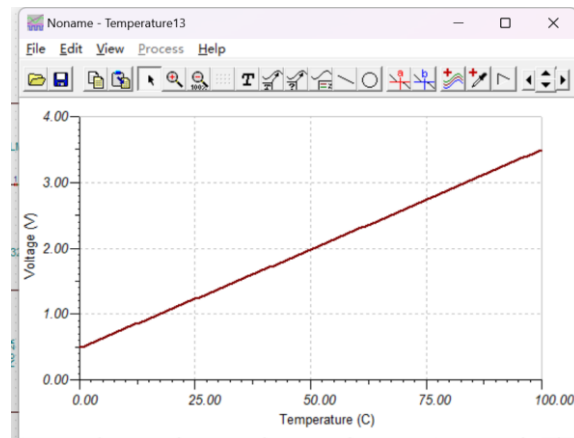 Noname - Temperature13
File Edit View Process Help
T
100%
a
b
4.00
3.00
2.00
1.00
0.00
Voltage (V)
0.00 25.00 50.00 75.00 100.00
Temperature (C)